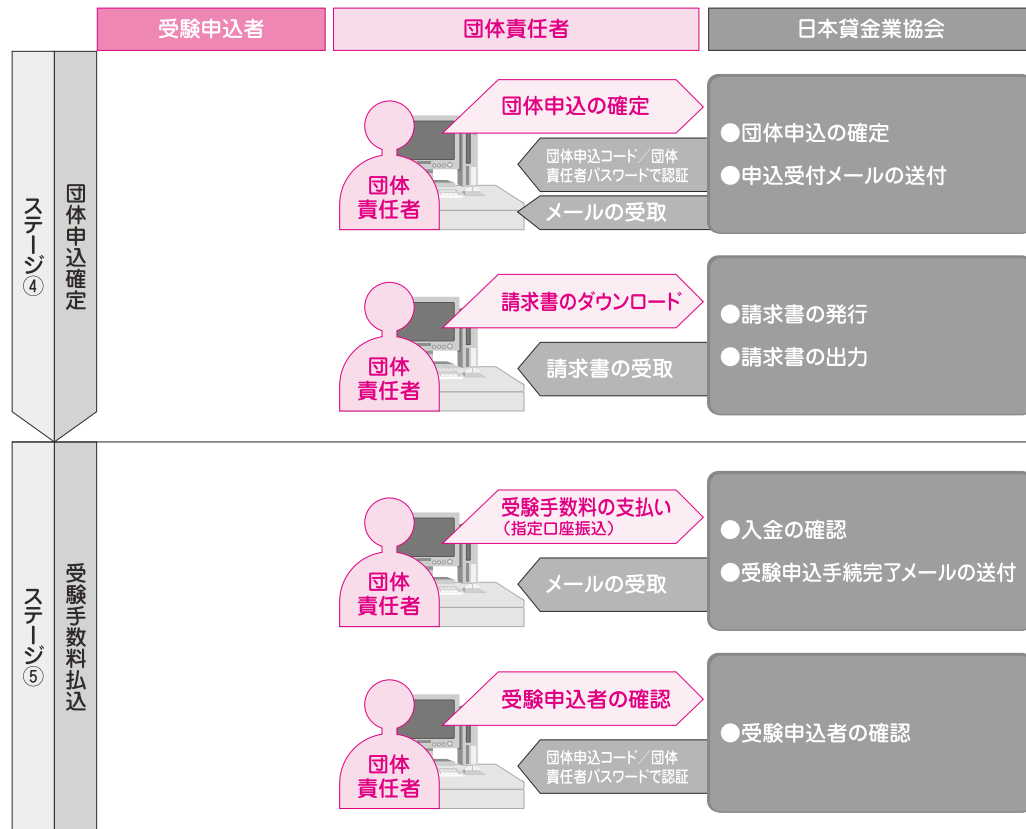 受験申込者
団体責任者
日本貸金業協会
ステージ④
団体申込確定
団体
責任者
団体申込の確定
団体申込コード／団体
責任者パスワードで認証
メールの受取
●団体申込の確定
●申込受付メールの送付
団体
責任者
請求書のダウンロード
請求書の受取
●請求書の発行
●請求書の出力
ステージ⑤
受験手数料払込
団体
責任者
受験手数料の支払い
（指定口座振込）
メールの受取
●入金の確認
●受験申込手続完了メールの送付
団体
責任者
受験申込者の確認
団体申込コード／団体
責任者パスワードで認証
●受験申込者の確認